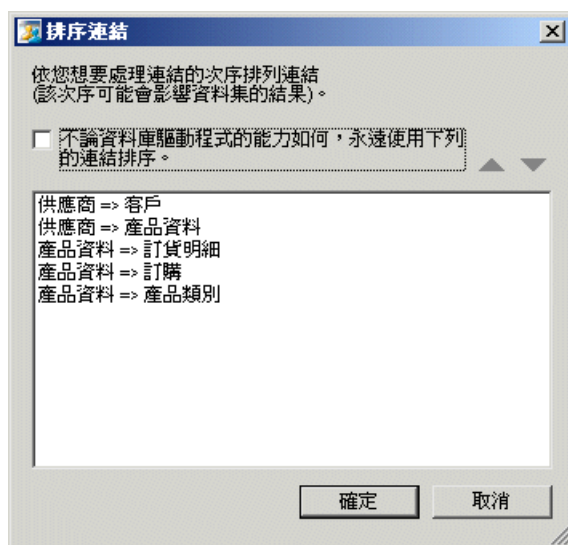 排序連結
依您想要處理連結的次序排列連結
(該次序可能會影響資料集的結果)。
不論資料庫驅動程式的能力如何，永遠使用下列
的連結排序。
供應商 => 客戶
供應商 => 產品資料
產品資料 => 訂貨明細
產品資料 => 訂購
產品資料 => 產品類別
確定
取消